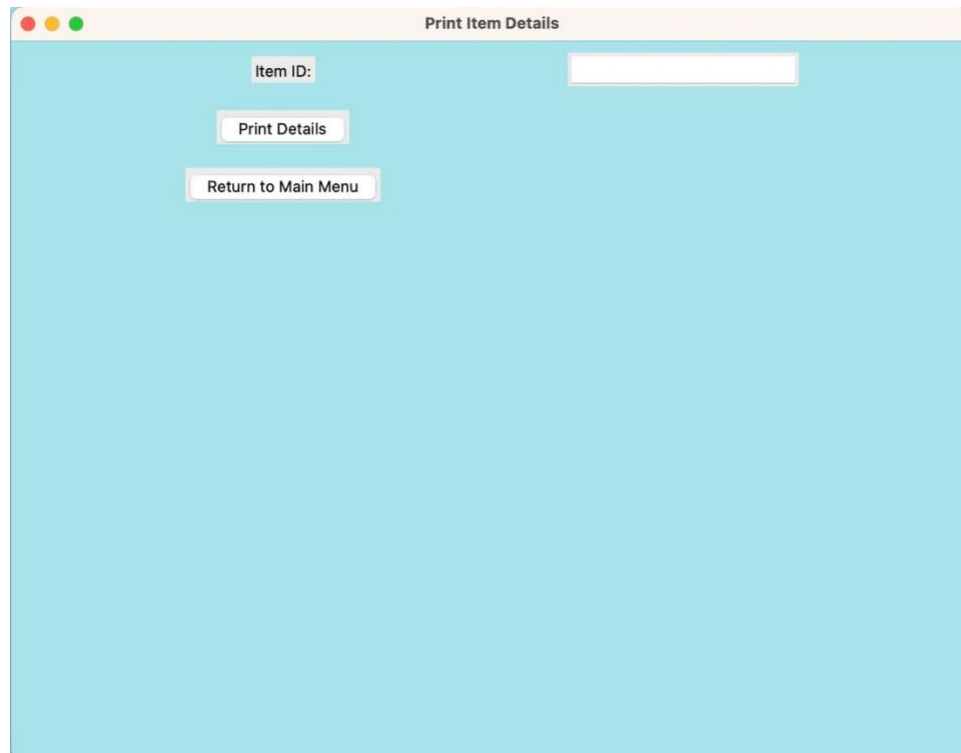 Print Item Details
Item ID:
Print Details
Return to Main Menu